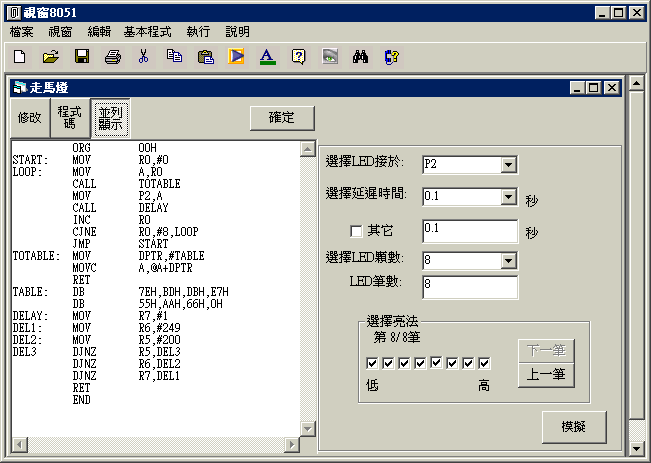 視窗8051
檔案 視窗 編輯 基本程式 執行 說明
走馬燈
修改 程式碼 並列顯示 確定
ORG 00H
START: MOV R0,#0
LOOP: MOV A,R0
CALL TOTABLE
MOV P2,A
CALL DELAY
INC R0
CJNE R0,#8,LOOP
JMP START
TOTABLE: MOV DPTR,#TABLE
MOVC A,@A+DPTR
RET
TABLE: DB 7EH,BDH,DBH,E7H
DB 55H,AAH,66H,0H
DELAY: MOV R7,#1
DEL1: MOV R6,#249
DEL2: MOV R5,#200
DEL3 DJNZ R5,DEL3
DJNZ R6,DEL2
DJNZ R7,DEL1
RET
END
選擇LED接於: P2
選擇延遲時間: 0.1 秒
其它 0.1 秒
選擇LED顆數: 8
LED筆數: 8
選擇亮法
第 8/8筆
下一筆
上一筆
低 高
模擬